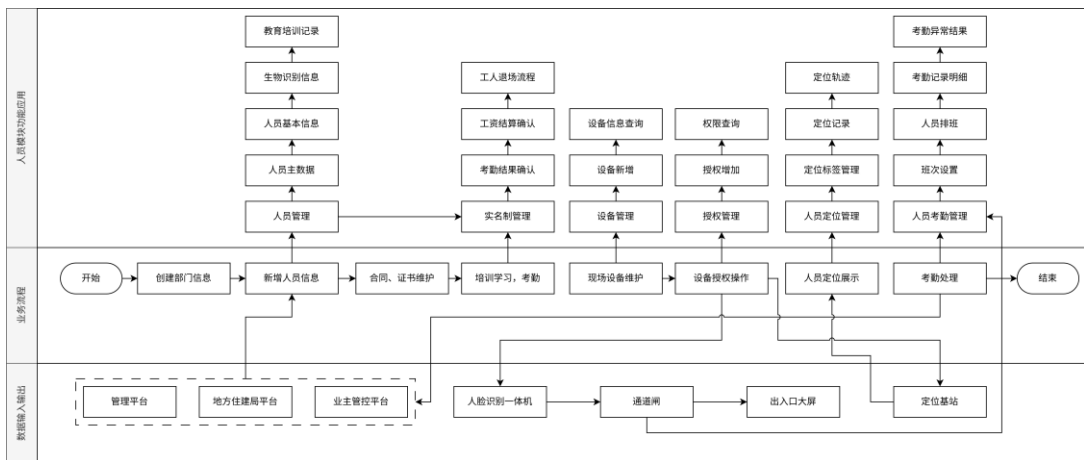 人员模块功能应用
教育培训记录
考勤异常结果
生物识别信息
工人退场流程
定位轨迹
考勤记录明细
人员基本信息
工资结算确认
设备信息查询
权限查询
定位记录
人员排班
人员主数据
考勤结果确认
设备新增
授权增加
定位标签管理
班次设置
人员管理
实名制管理
设备管理
授权管理
人员定位管理
人员考勤管理
业务流程
开始
创建部门信息
新增人员信息
合同、证书维护
培训学习，考勤
现场设备维护
设备授权操作
人员定位展示
考勤处理
结束
数据输入输出
管理平台
地方住建局平台
业主管控平台
人脸识别一体机
通道闸
出入口大屏
定位基站